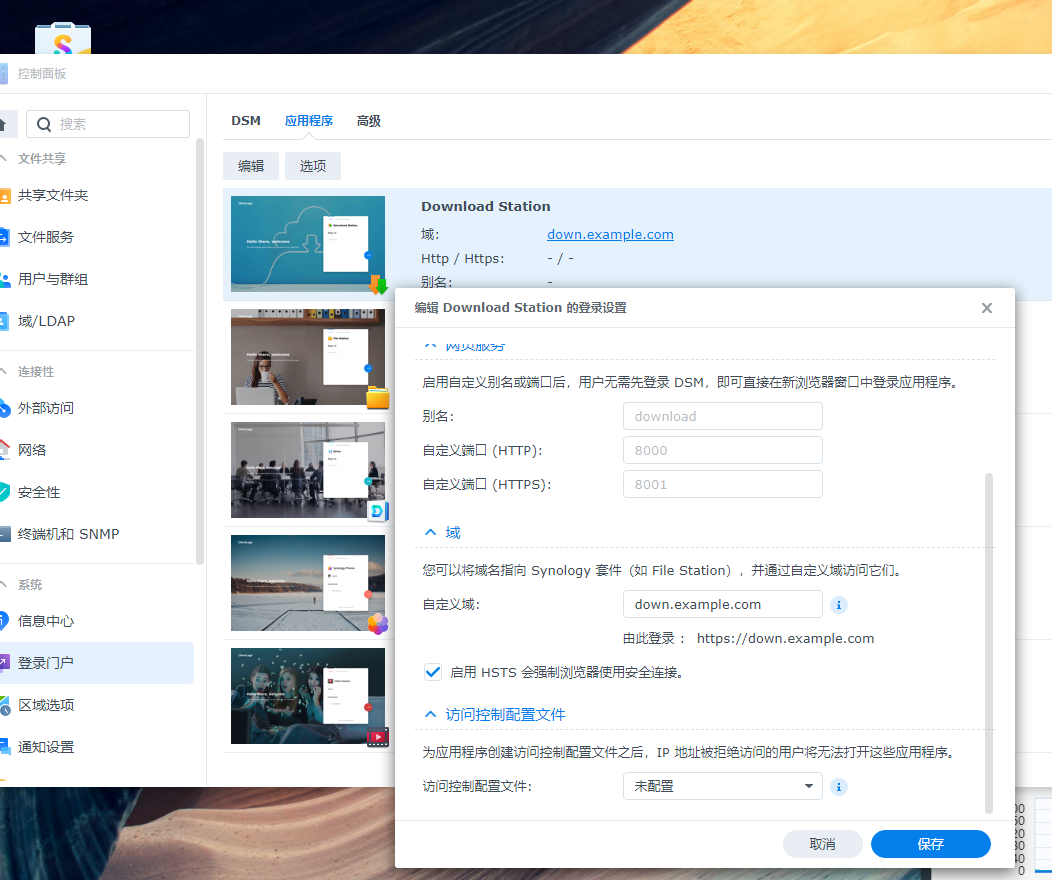 控制面板
搜索
文件共享
共享文件夹
文件服务
用户与群组
域/LDAP
连接性
外部访问
网络
安全性
终端机和 SNMP
系统
信息中心
登录门户
区域选项
通知设置
DSM 应用程序 高级
编辑 选项
Download Station
域: down.example.com
Http / Https: - / -
别名: -
编辑 Download Station 的登录设置
网页服务
启用自定义别名或端口后，用户无需先登录 DSM，即可直接在新浏览器窗口中登录应用程序。
别名: download
自定义端口 (HTTP): 8000
自定义端口 (HTTPS): 8001
域
您可以将域名指向 Synology 套件（如 File Station），并通过自定义域访问它们。
自定义域: down.example.com
由此登录： https://down.example.com
启用 HSTS 会强制浏览器使用安全连接。
访问控制配置文件
为应用程序创建访问控制配置文件之后，IP 地址被拒绝访问的用户将无法打开这些应用程序。
访问控制配置文件: 未配置
取消 保存